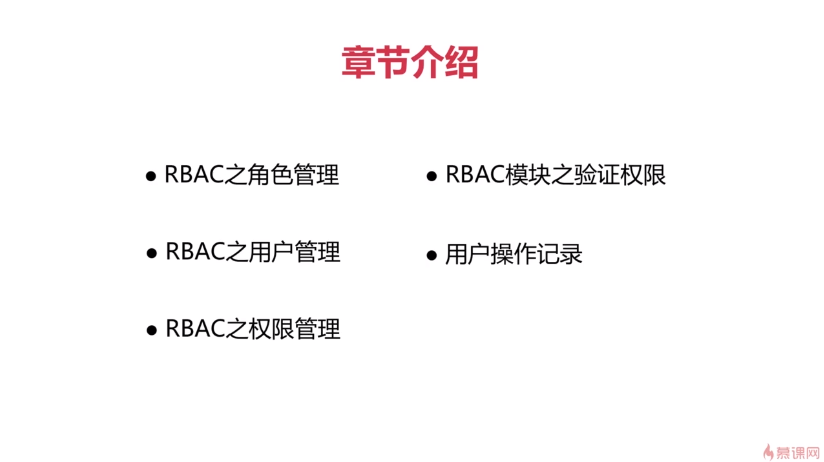 章节介绍
● RBAC之角色管理
● RBAC之用户管理
● RBAC之权限管理
● RBAC模块之验证权限
● 用户操作记录
慕课网